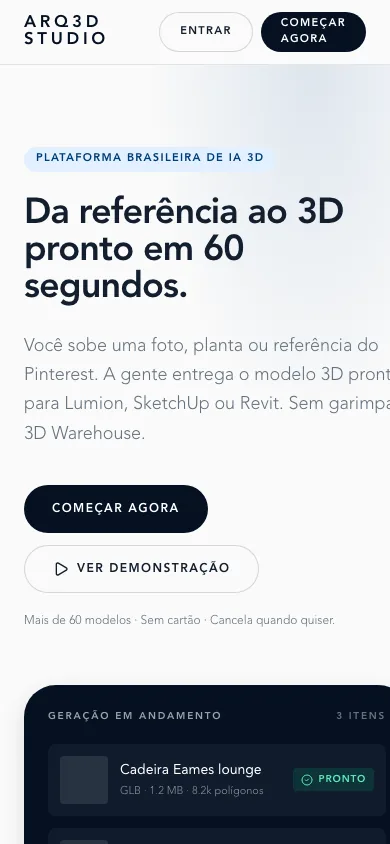 ARQ3D
STUDIO
ENTRAR
COMEÇAR
AGORA
PLATAFORMA BRASILEIRA DE IA 3D
Da referência ao 3D
pronto em 60
segundos.
Você sobe uma foto, planta ou referência do
Pinterest. A gente entrega o modelo 3D pront
para Lumion, SketchUp ou Revit. Sem garimpa
3D Warehouse.
COMEÇAR AGORA
VER DEMONSTRAÇÃO
Mais de 60 modelos · Sem cartão · Cancela quando quiser.
GERAÇÃO EM ANDAMENTO
3 ITENS
Cadeira Eames lounge
GLB · 1.2 MB · 8.2k polígonos
PRONTO